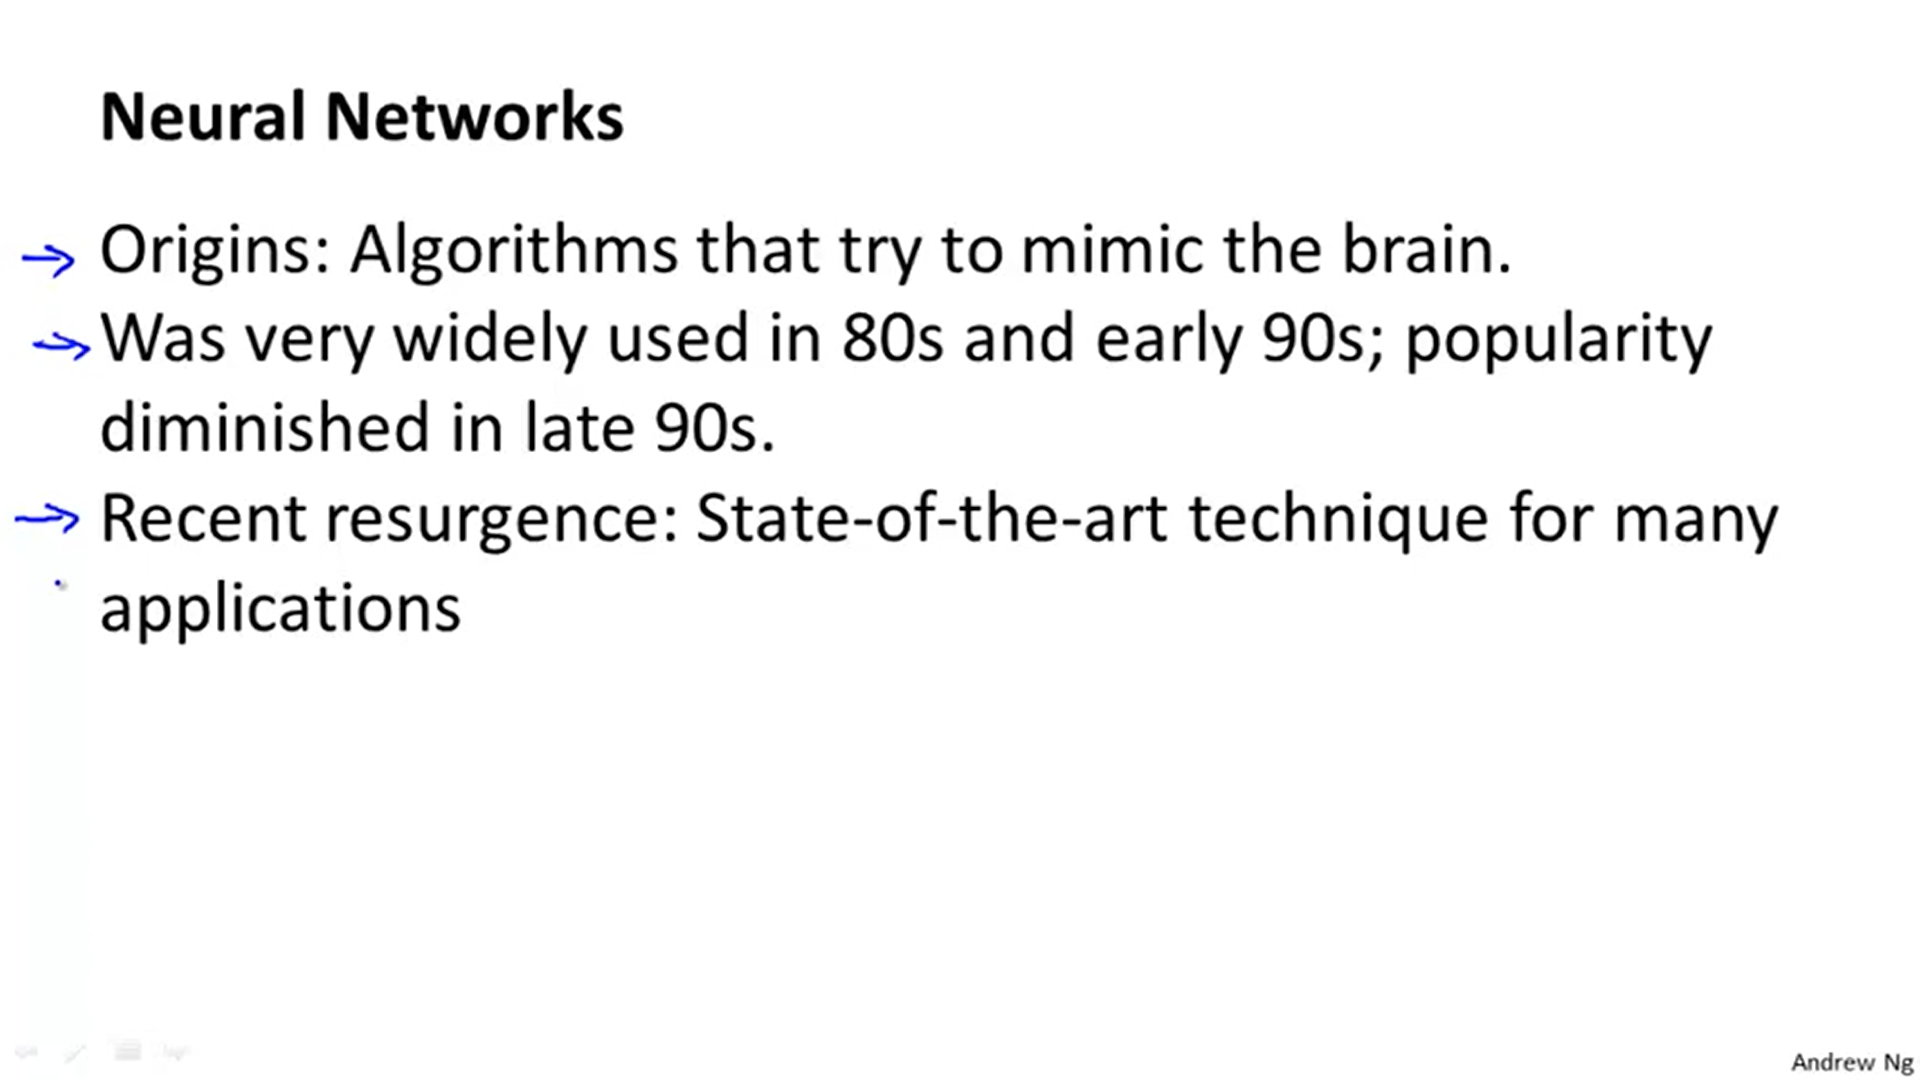 Neural Networks
Origins: Algorithms that try to mimic the brain.
Was very widely used in 80s and early 90s; popularity
diminished in late 90s.
Recent resurgence: State-of-the-art technique for many
applications
Andrew Ng